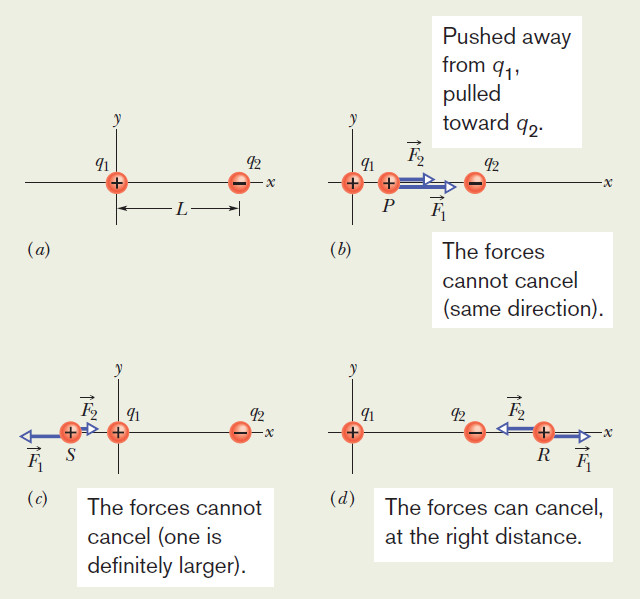 Pushed away
from q1,
pulled
toward q2.
y
q1
q2
x
L
(a)
y
q1
F2
q2
x
P
F1
(b)
The forces
cannot cancel
(same direction).
y
F2
q1
q2
x
F1
S
(c)
The forces cannot
cancel (one is
definitely larger).
y
q1
q2
F2
x
R
F1
(d)
The forces can cancel,
at the right distance.